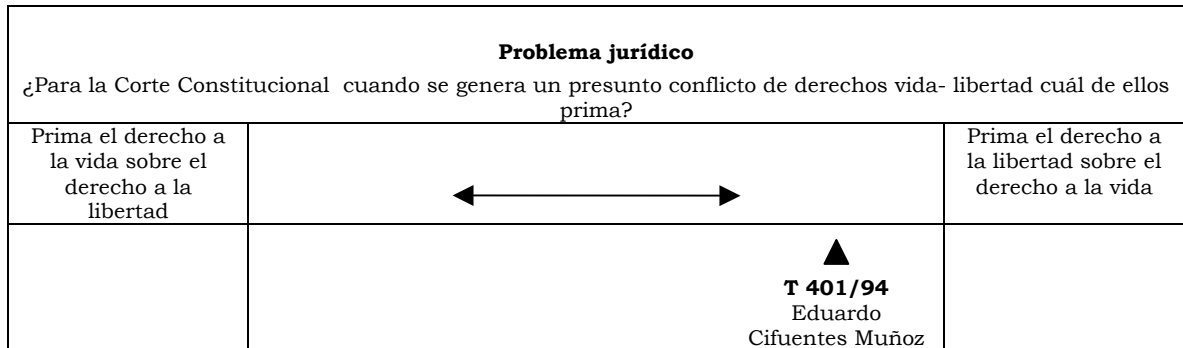 Problema jurídico
¿Para la Corte Constitucional cuando se genera un presunto conflicto de derechos vida- libertad cuál de ellos
prima?
Prima el derecho a
la vida sobre el
derecho a la
libertad
Prima el derecho a
la libertad sobre el
derecho a la vida
T 401/94
Eduardo
Cifuentes Muñoz